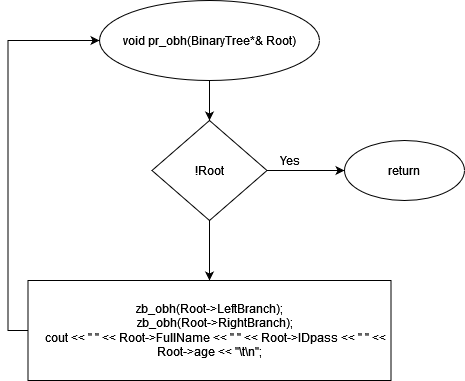 void pr_obh(BinaryTree*& Root)
!Root
Yes
return
zb_obh(Root->LeftBranch);
zb_obh(Root->RightBranch);
cout << " " << Root->FullName << " " << Root->IDpass << " " <<
Root->age << "\t\n";